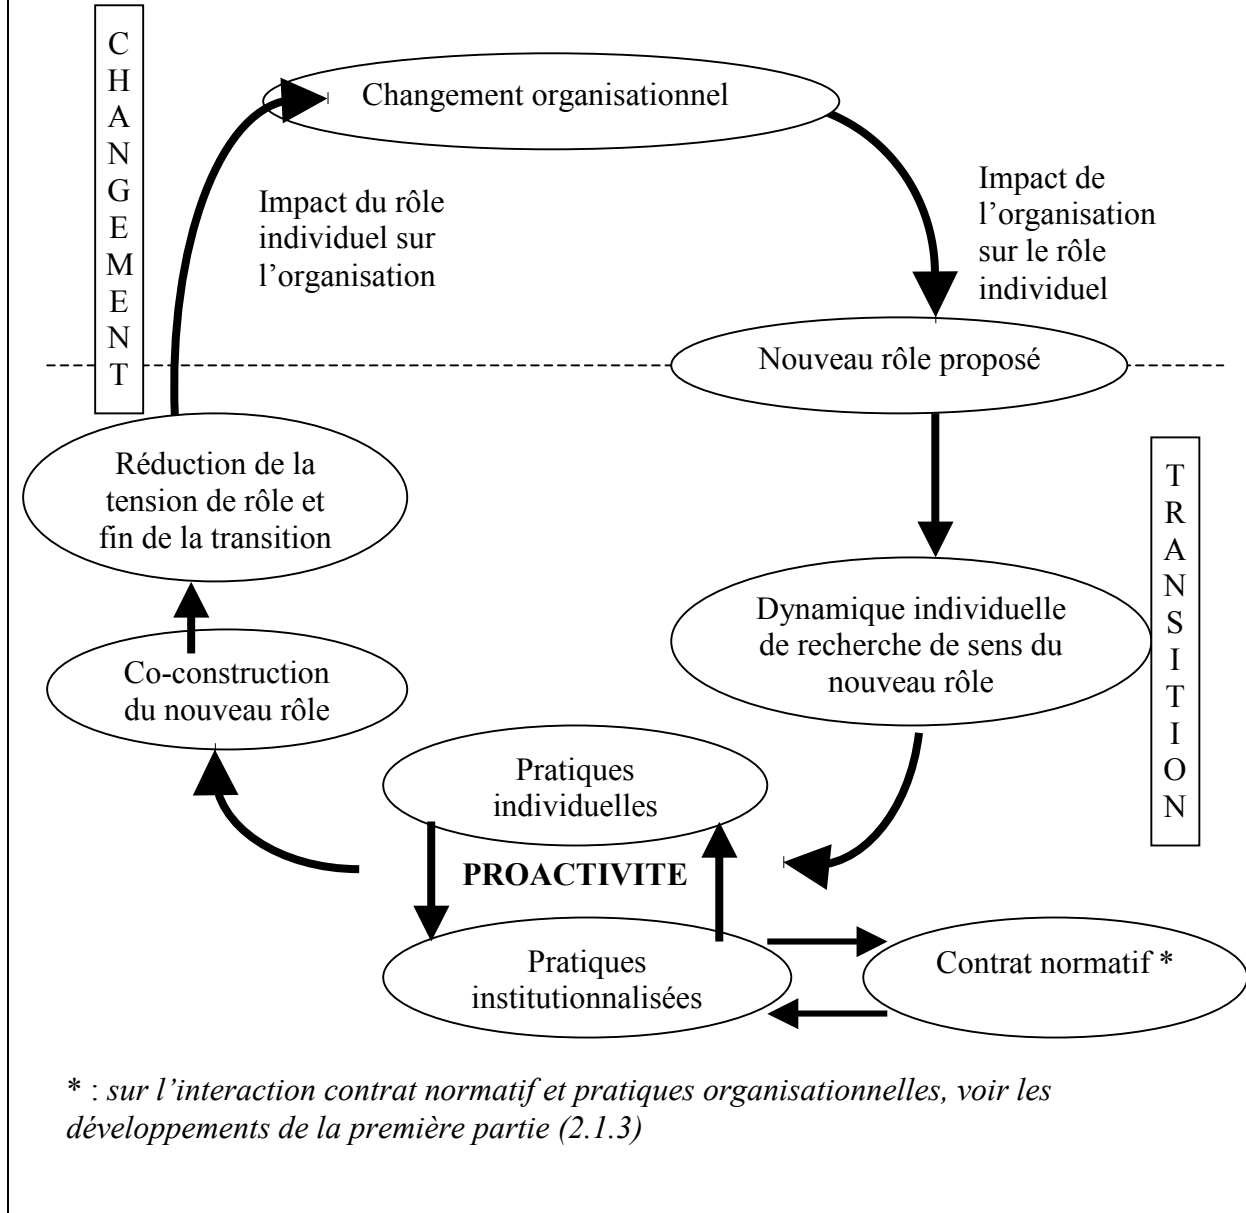 CHANGEMENT
Changement organisationnel
Impact du rôle
individuel sur
l’organisation
Impact de
l’organisation
sur le rôle
individuel
Nouveau rôle proposé
Réduction de la
tension de rôle et
fin de la transition
TRANSITION
Dynamique individuelle
de recherche de sens du
nouveau rôle
Co-construction
du nouveau rôle
Pratiques
individuelles
PROACTIVITE
Pratiques
institutionnalisées
Contrat normatif *
* : sur l’interaction contrat normatif et pratiques organisationnelles, voir les
développements de la première partie (2.1.3)